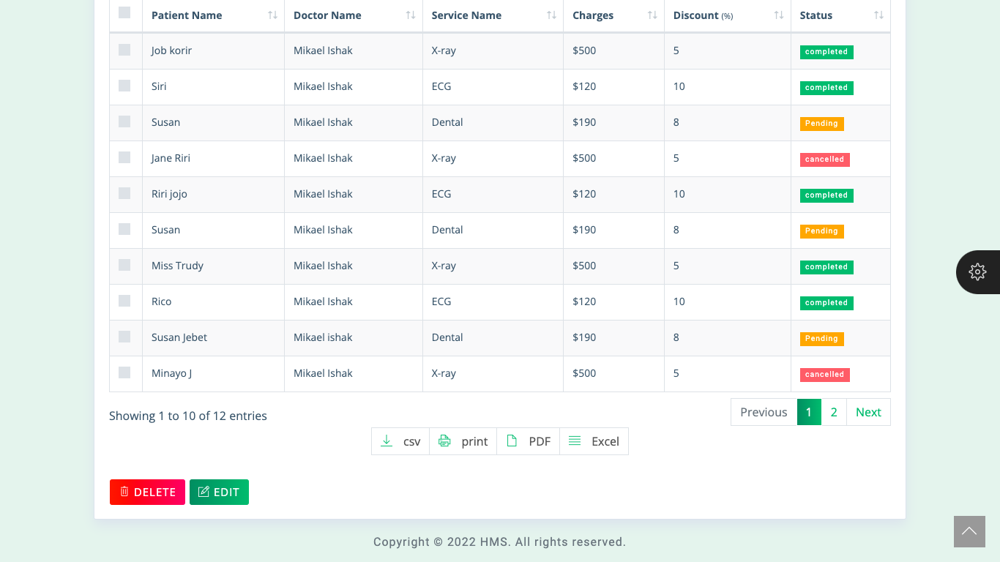 Patient Name Doctor Name Service Name Charges Discount (%) Status
Job korir Mikael Ishak X-ray $500 5 completed
Siri Mikael Ishak ECG $120 10 completed
Susan Mikael Ishak Dental $190 8 Pending
Jane Riri Mikael Ishak X-ray $500 5 cancelled
Riri jojo Mikael Ishak ECG $120 10 completed
Susan Mikael Ishak Dental $190 8 Pending
Miss Trudy Mikael Ishak X-ray $500 5 completed
Rico Mikael Ishak ECG $120 10 completed
Susan Jebet Mikael ishak Dental $190 8 Pending
Minayo J Mikael Ishak X-ray $500 5 cancelled
Showing 1 to 10 of 12 entries Previous 1 2 Next
csv print PDF Excel
DELETE EDIT
Copyright © 2022 HMS. All rights reserved.